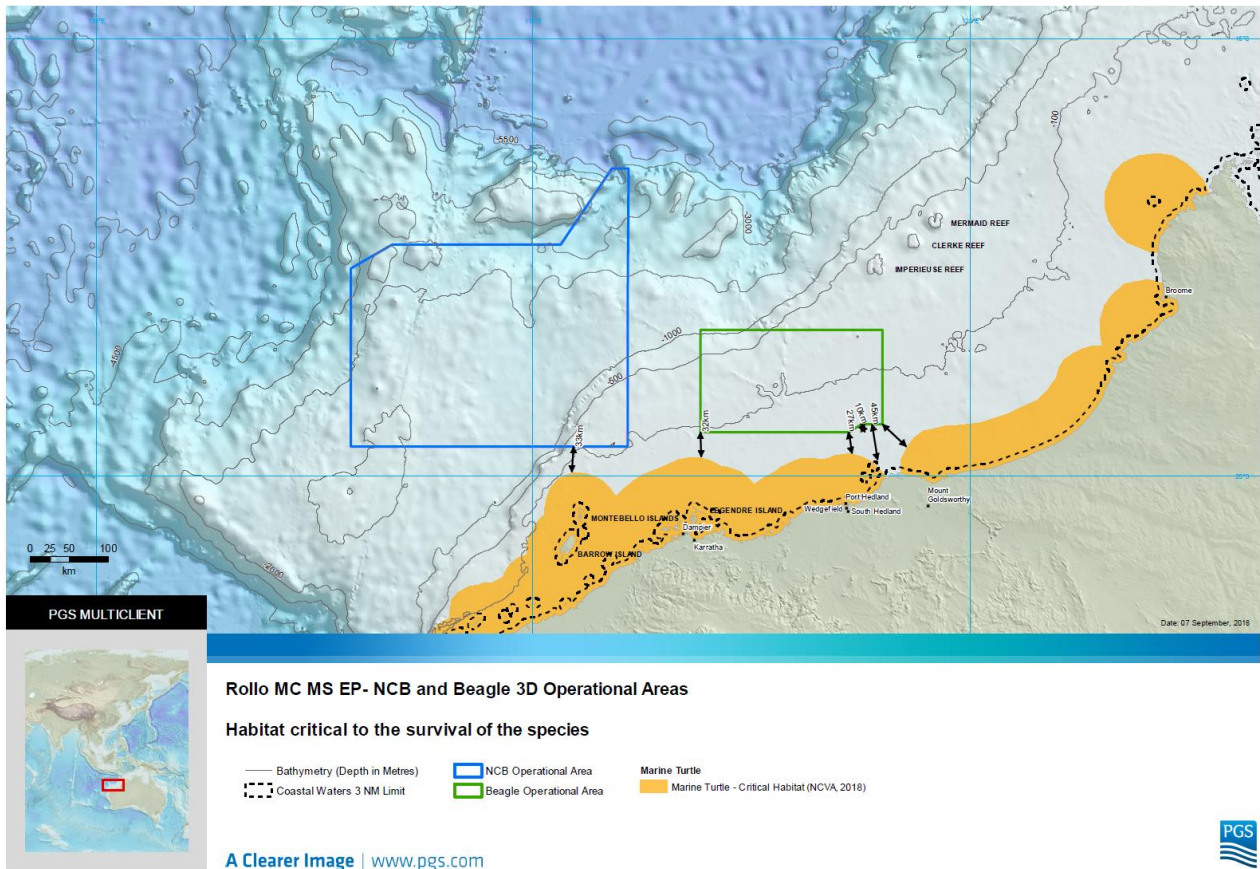 -5500
-100
-3000
MERMAID REEF
CLERKE REEF
IMPERIEUSE REEF
Broome
-1000
-4500
-500
32km
27km
10km
45km
33km
Port Hedland
Mount
Goldsworthy
MONTEBELLO ISLANDS
LEGENDRE ISLAND
Wedgefield
South Hedland
Dampier
Karratha
BARROW ISLAND
0 25 50 100
km
Date: 07 September, 2018
PGS MULTICLIENT
Rollo MC MS EP- NCB and Beagle 3D Operational Areas
Habitat critical to the survival of the species
Bathymetry (Depth in Metres)
NCB Operational Area
Marine Turtle
Coastal Waters 3 NM Limit
Beagle Operational Area
Marine Turtle - Critical Habitat (NCVA, 2018)
A Clearer Image | www.pgs.com
PGS